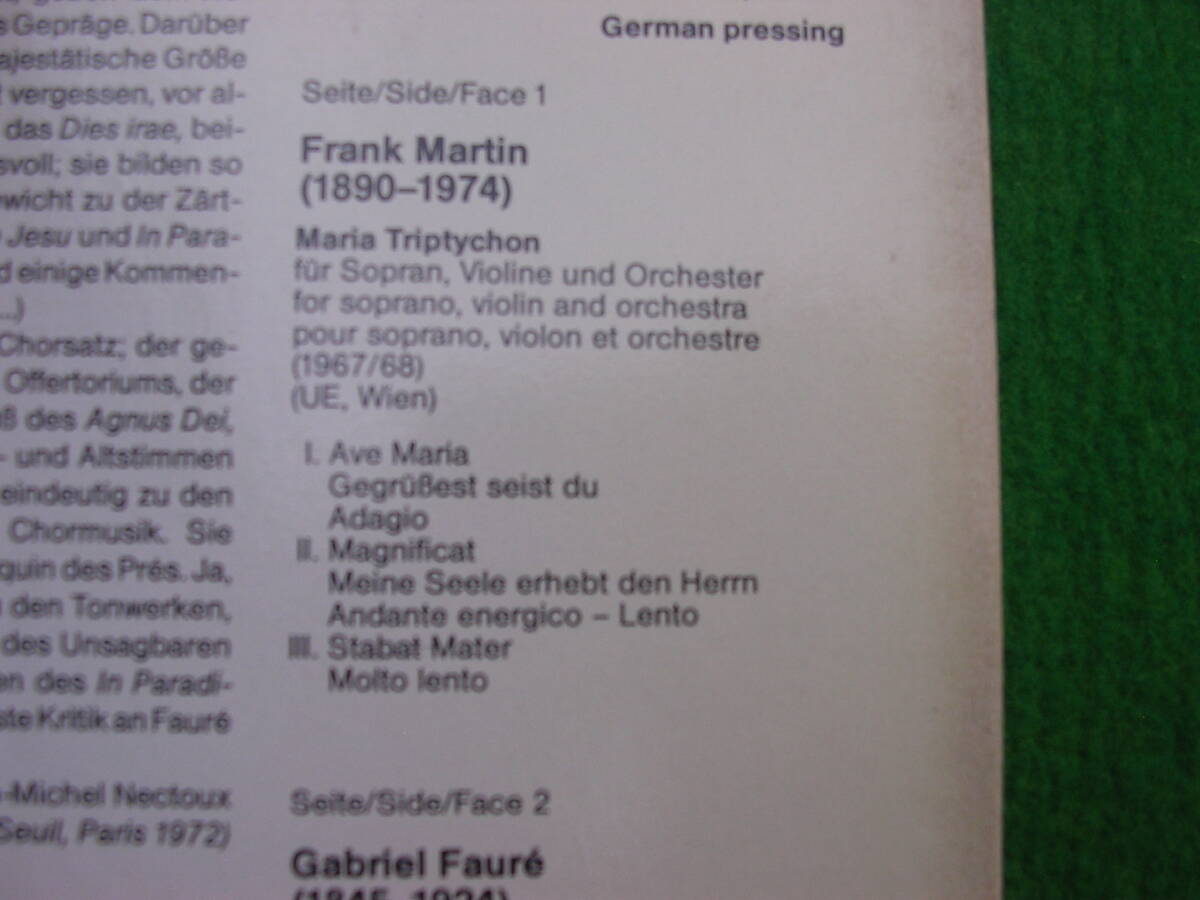 s Gepräge. Darüber
ajestätische Größe
vergessen, vor al-
das Dies irae, bei-
svoll; sie bilden so
wicht zu der Zärt-
Jesu und In Para-
d einige Kommen-
...)
Chorsatz; der ge-
Offertoriums, der
ß des Agnus Dei,
- und Altstimmen
eindeutig zu den
Chormusik. Sie
quin des Prés. Ja,
den Tonwerken,
des Unsagbaren
en des In Paradi-
ste Kritik an Fauré
-Michel Nectoux
Seuil, Paris 1972)
German pressing
Seite/Side/Face 1
Frank Martin
(1890–1974)
Maria Triptychon
für Sopran, Violine und Orchester
for soprano, violin and orchestra
pour soprano, violon et orchestre
(1967/68)
(UE, Wien)
I. Ave Maria
Gegrüßest seist du
Adagio
II. Magnificat
Meine Seele erhebt den Herrn
Andante energico – Lento
III. Stabat Mater
Molto lento
Seite/Side/Face 2
Gabriel Fauré
(1845–1924)